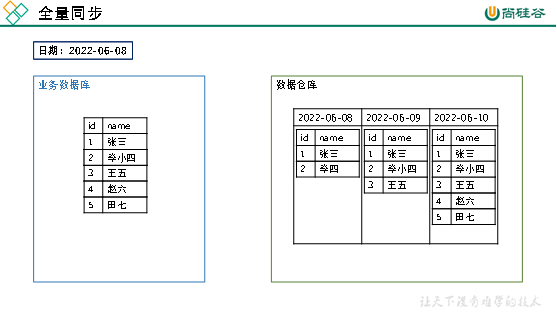 全量同步
尚硅谷
日期：2022-06-08
业务数据库
id name
1 张三
2 李小四
3 王五
4 赵六
5 田七
数据仓库
2022-06-08 2022-06-09 2022-06-10
id name id name id name
1 张三 1 张三 1 张三
2 李四 2 李小四 2 李小四
3 王五 3 王五
4 赵六
5 田七
让天下没有难学的技术